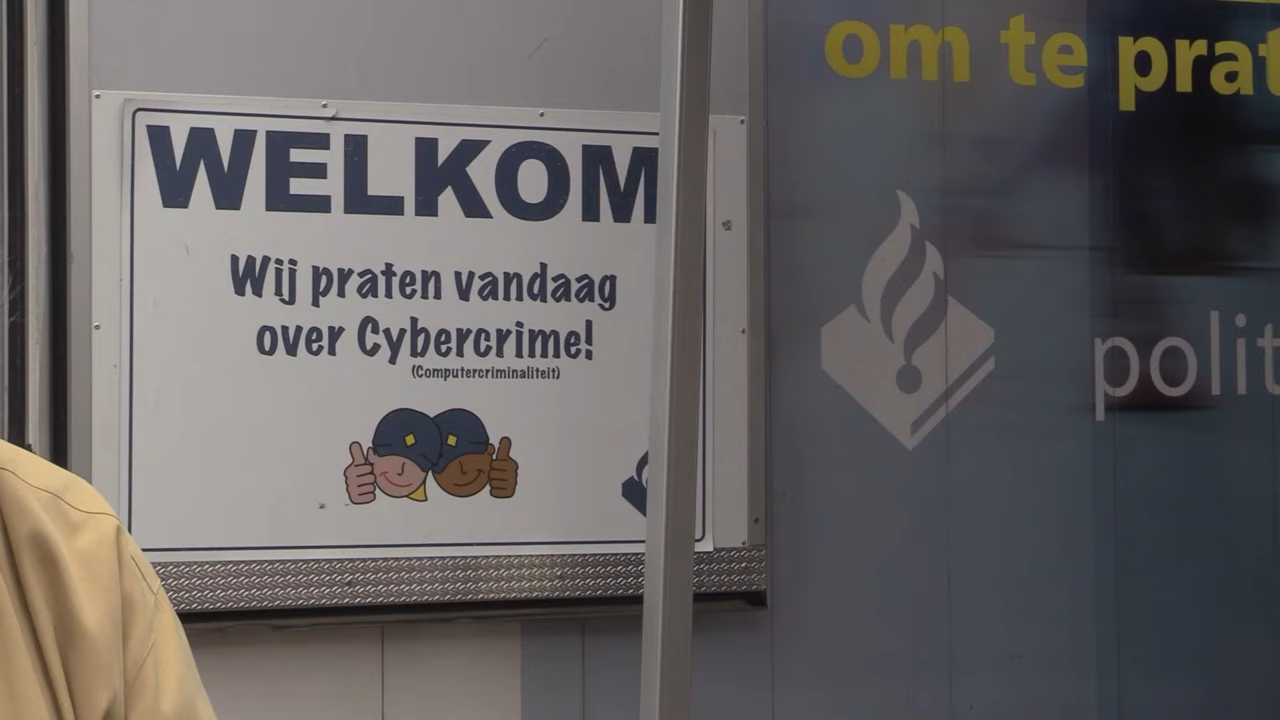 WELKOM
Wij praten vandaag
over Cybercrime!
(Computercriminaliteit)
om te prat
polit